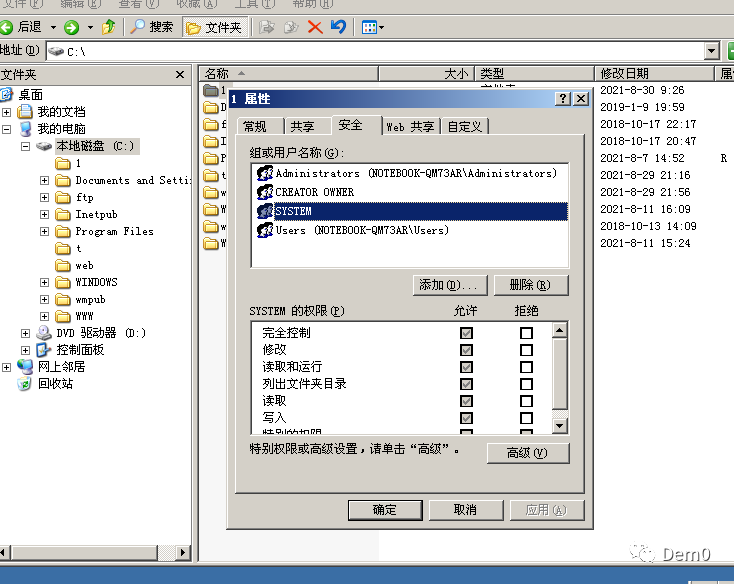 文件(F) 编辑(E) 查看(V) 收藏(A) 工具(T) 帮助(H)
后退 搜索 文件夹
地址(D) C:\
文件夹
名称 大小 类型 修改日期
桌面
我的文档
我的电脑
本地磁盘 (C:)
1
Documents and Setti
ftp
Inetpub
Program Files
t
web
WINDOWS
wmpub
WWW
DVD 驱动器 (D:)
控制面板
网上邻居
回收站
1 2021-8-30 9:26
D 2019-1-9 19:59
f 2018-10-17 22:17
I 2018-10-17 20:47
P 2021-8-7 14:52 R
t 2021-8-29 21:16
w 2021-8-29 21:56
W 2021-8-11 16:09
w 2018-10-13 14:09
W 2021-8-11 15:24
1 属性
常规 共享 安全 Web 共享 自定义
组或用户名称(G):
Administrators (NOTEBOOK-QM73AR\Administrators)
CREATOR OWNER
SYSTEM
Users (NOTEBOOK-QM73AR\Users)
添加(D)... 删除(R)
SYSTEM 的权限(P) 允许 拒绝
完全控制
修改
读取和运行
列出文件夹目录
读取
写入
特别的权限
特别权限或高级设置，请单击“高级”。
高级(V)
确定 取消 应用(A)
Dem0